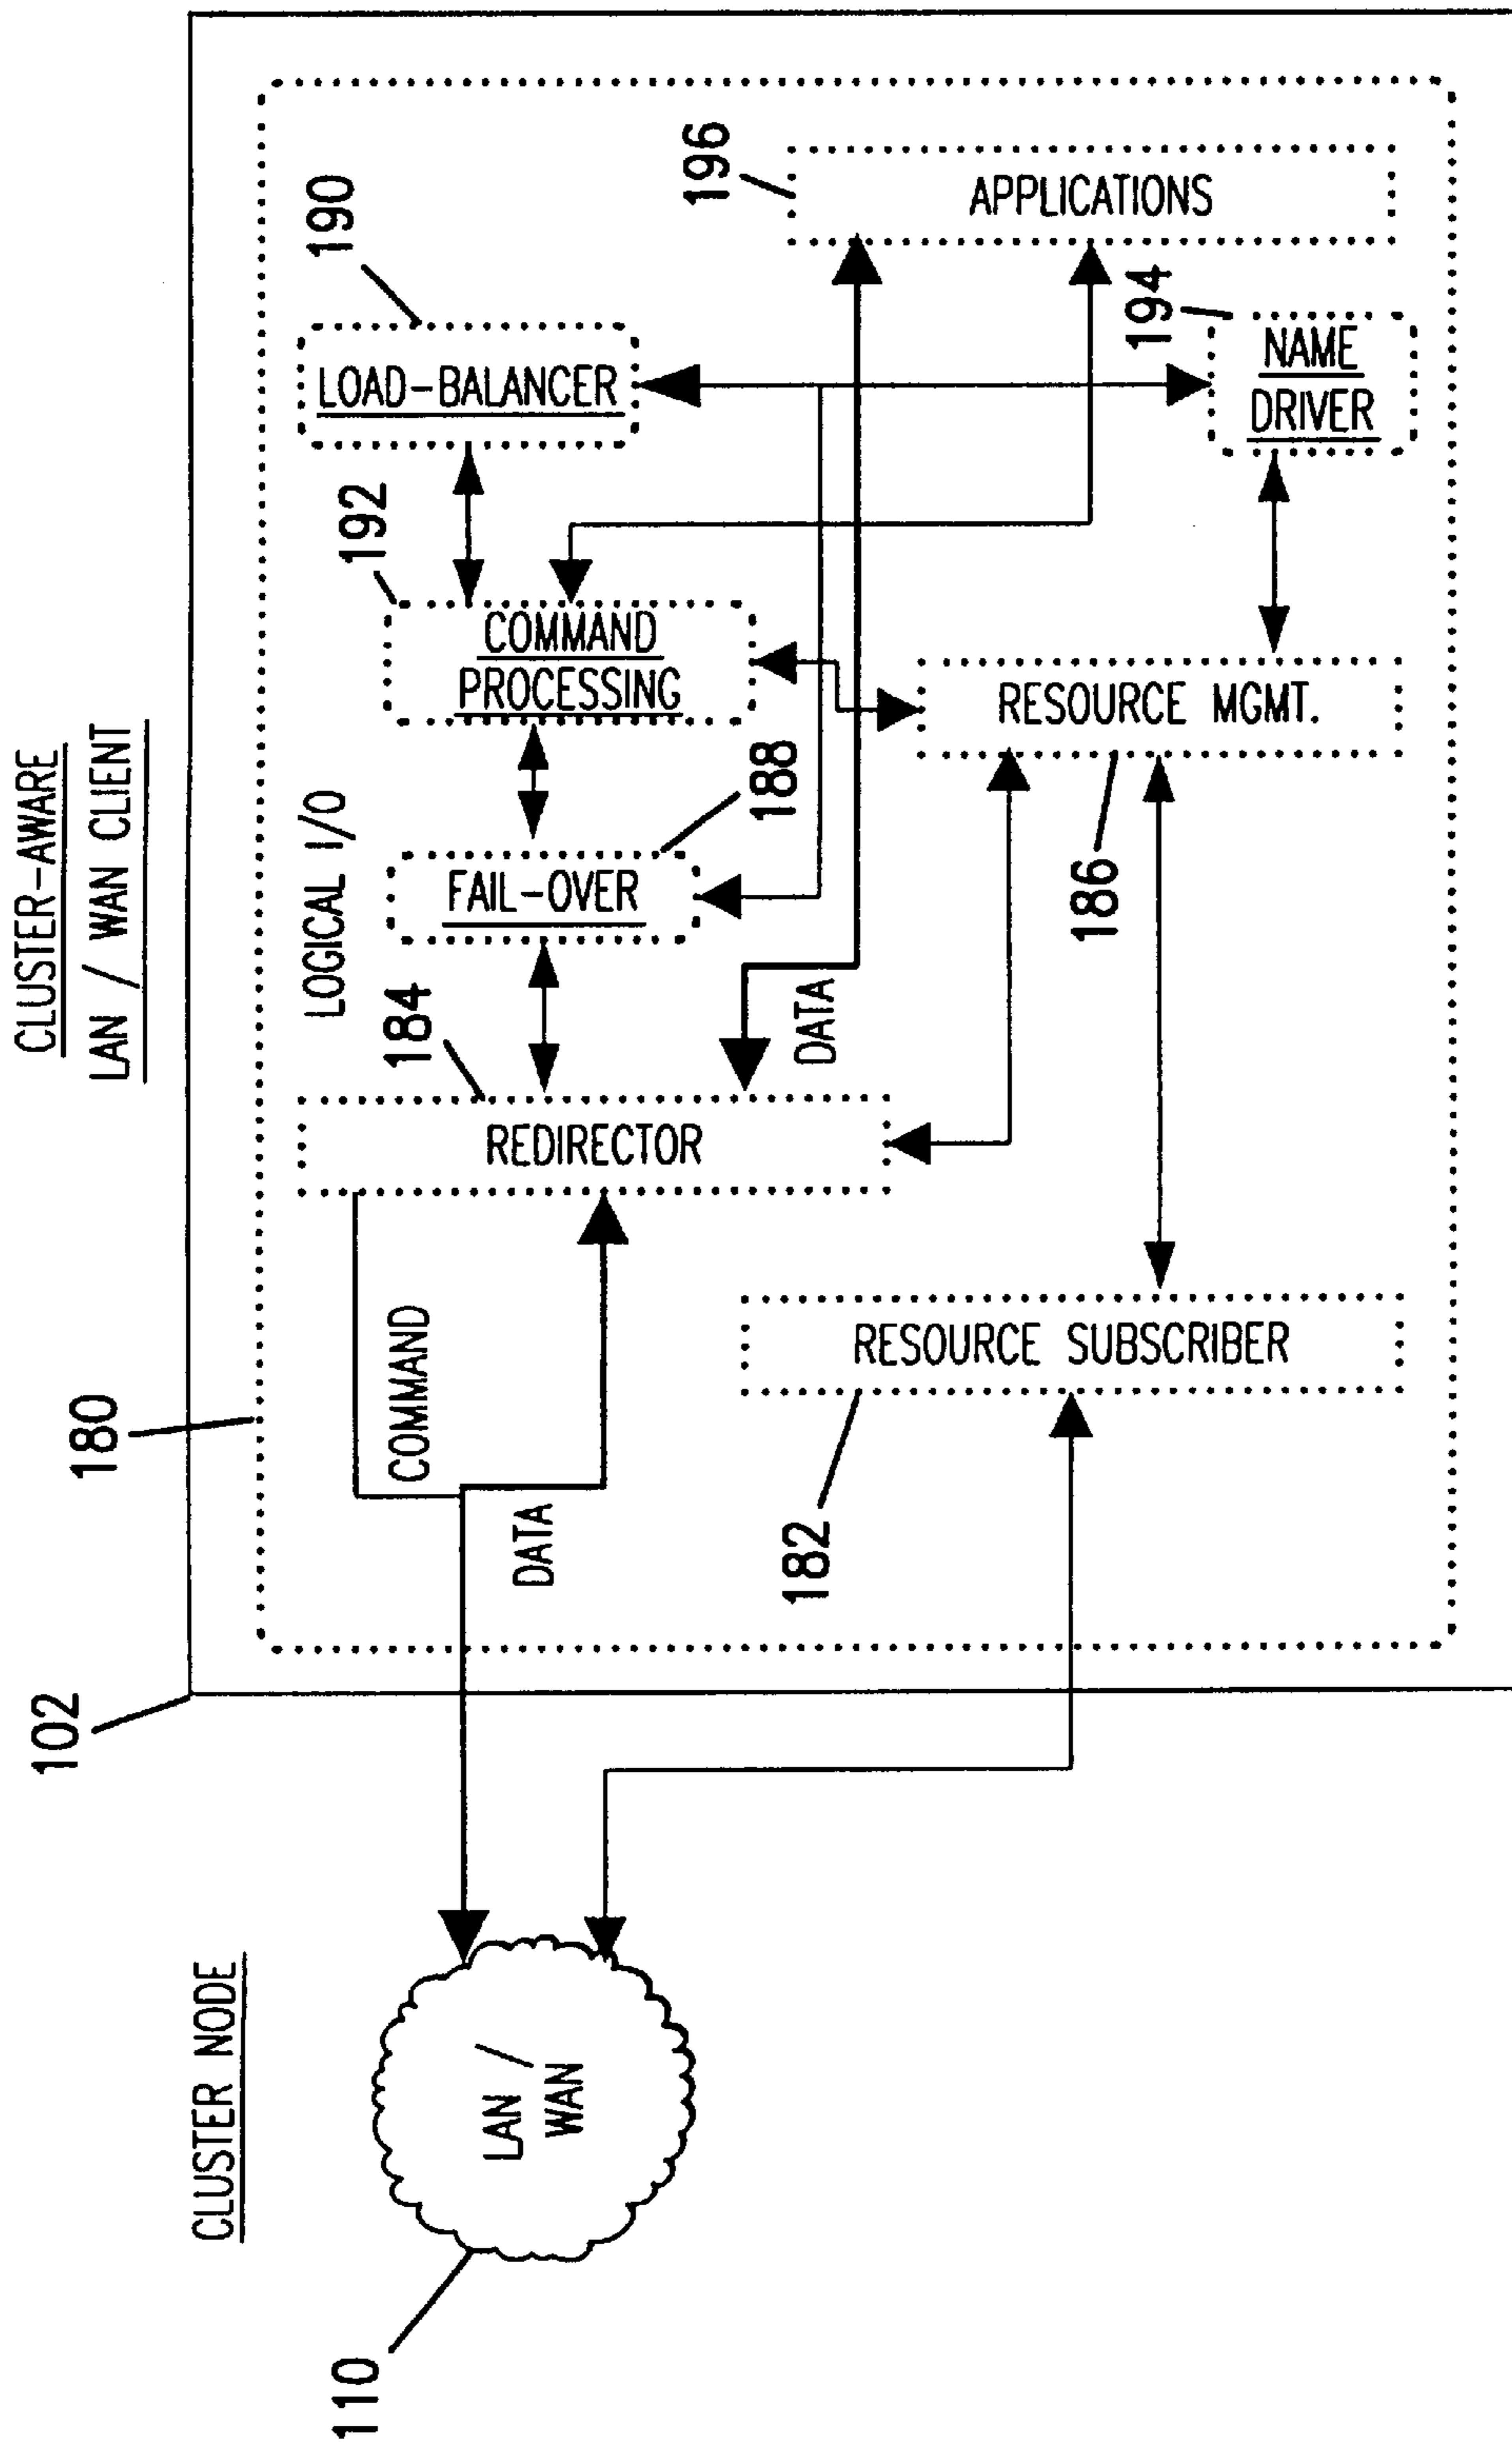 CLUSTER-AWARE
LAN / WAN CLIENT
CLUSTER NODE
102
180
110
LAN /
WAN
COMMAND
DATA
182
RESOURCE SUBSCRIBER
LOGICAL I/O
184
REDIRECTOR
DATA
188
FAIL-OVER
192
COMMAND
PROCESSING
190
LOAD-BALANCER
186
RESOURCE MGMT.
194
NAME
DRIVER
196
APPLICATIONS